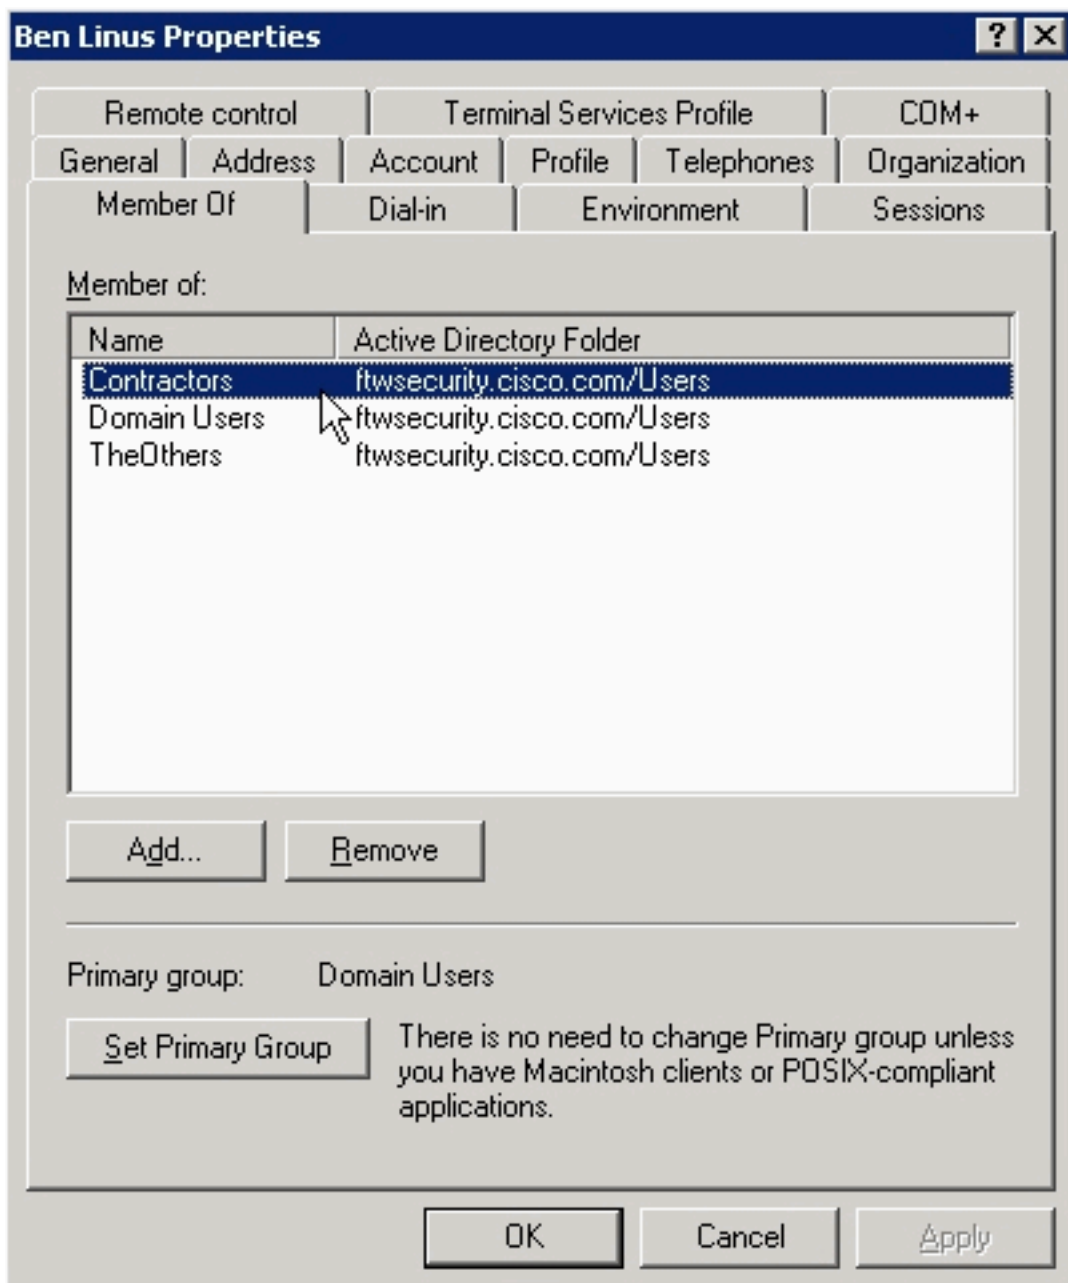 Ben Linus Properties
Remote control Terminal Services Profile COM+
General Address Account Profile Telephones Organization
Member Of Dial-in Environment Sessions
Member of:
Name Active Directory Folder
Contractors ftwsecurity.cisco.com/Users
Domain Users ftwsecurity.cisco.com/Users
TheOthers ftwsecurity.cisco.com/Users
Add... Remove
Primary group: Domain Users
Set Primary Group
There is no need to change Primary group unless
you have Macintosh clients or POSIX-compliant
applications.
OK Cancel Apply